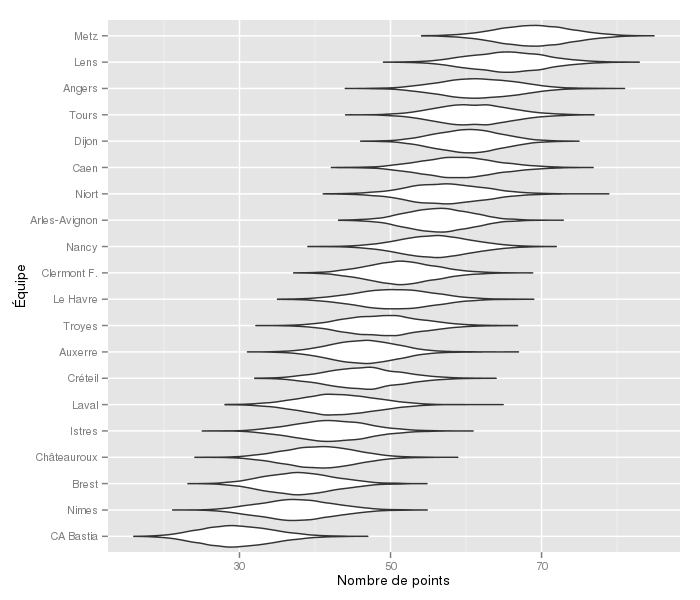 Metz
Lens
Angers
Tours
Dijon
Caen
Niort
Arles-Avignon
Nancy
Clermont F.
Le Havre
Troyes
Auxerre
Créteil
Laval
Istres
Châteauroux
Brest
Nimes
CA Bastia
Équipe
30 50 70
Nombre de points